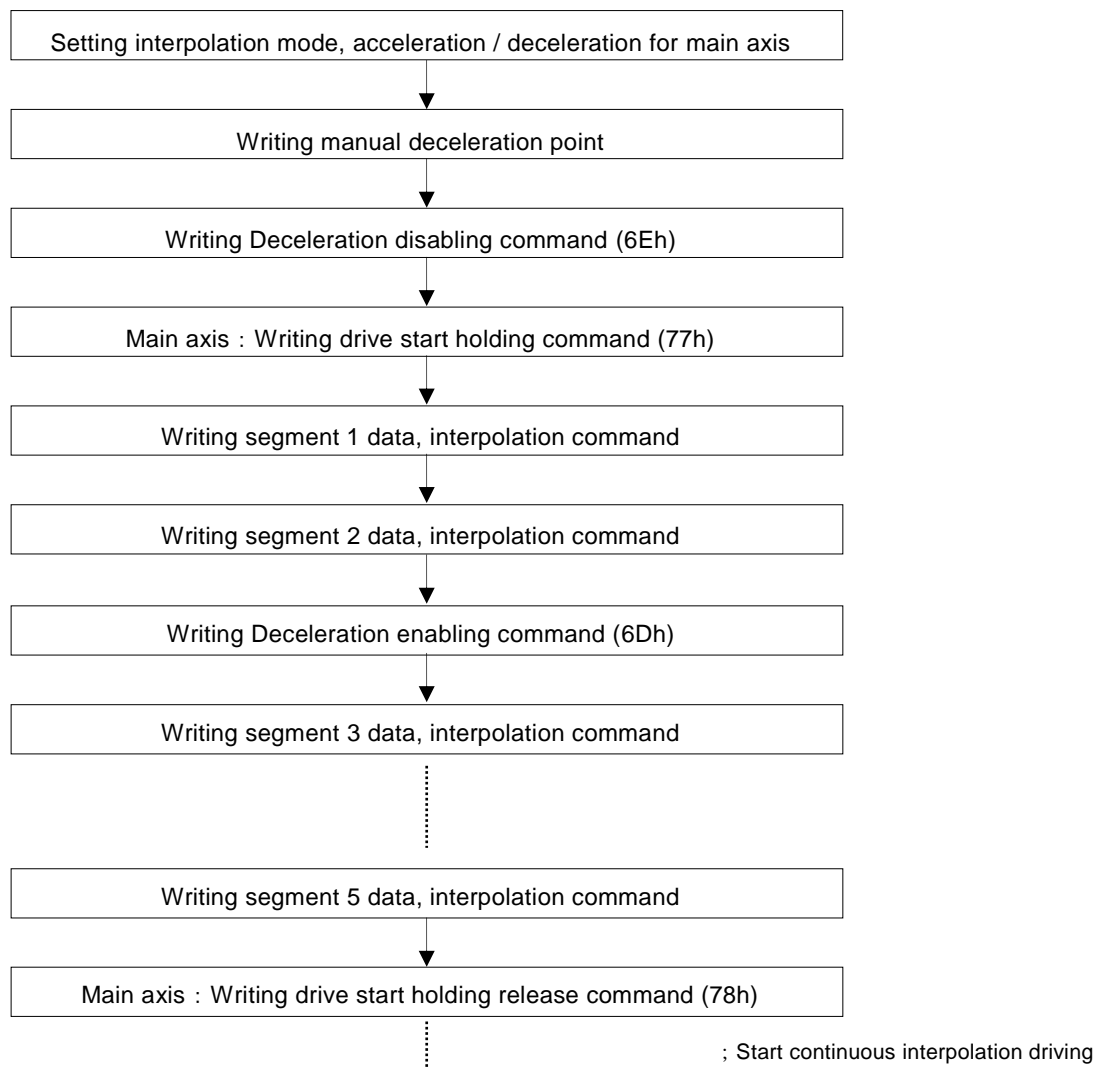 Setting interpolation mode, acceleration / deceleration for main axis
Writing manual deceleration point
Writing Deceleration disabling command (6Eh)
Main axis：Writing drive start holding command (77h)
Writing segment 1 data, interpolation command
Writing segment 2 data, interpolation command
Writing Deceleration enabling command (6Dh)
Writing segment 3 data, interpolation command
Writing segment 5 data, interpolation command
Main axis：Writing drive start holding release command (78h)
; Start continuous interpolation driving